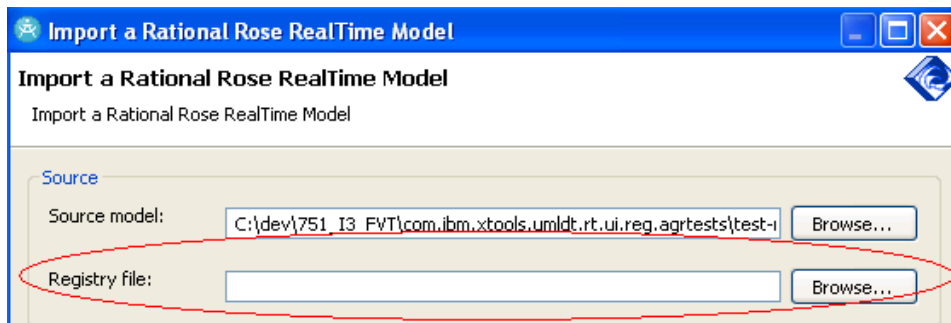 Import a Rational Rose RealTime Model
Import a Rational Rose RealTime Model
Import a Rational Rose RealTime Model
Source
Source model: C:\dev\751_I3_FVT\com.ibm.xtools.umldt.rt.ui.reg.agrtests\test- Browse...
Registry file: Browse...